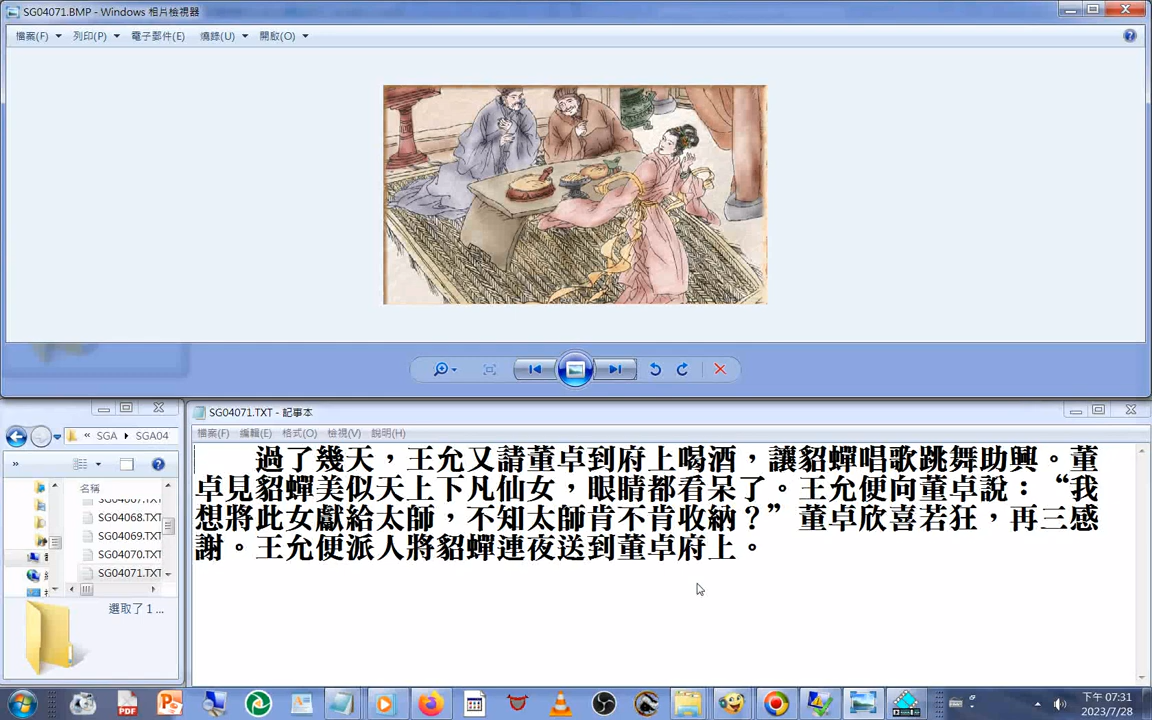 SG04071.BMP - Windows 相片檢視器
檔案(F) 列印(P) 電子郵件(E) 燒錄(U) 開啟(O)
SGA SGA04
名稱
SG04068.TXT
SG04069.TXT
SG04070.TXT
SG04071.TXT
選取了 1 ...
SG04071.TXT - 記事本
檔案(F) 編輯(E) 格式(O) 檢視(V) 說明(H)
過了幾天，王允又請董卓到府上喝酒，讓貂蟬唱歌跳舞助興。董
卓見貂蟬美似天上下凡仙女，眼睛都看呆了。王允便向董卓說：“我
想將此女獻給太師，不知太師肯不肯收納？”董卓欣喜若狂，再三感
謝。王允便派人將貂蟬連夜送到董卓府上。
PDF
下午 07:31
2023/7/28